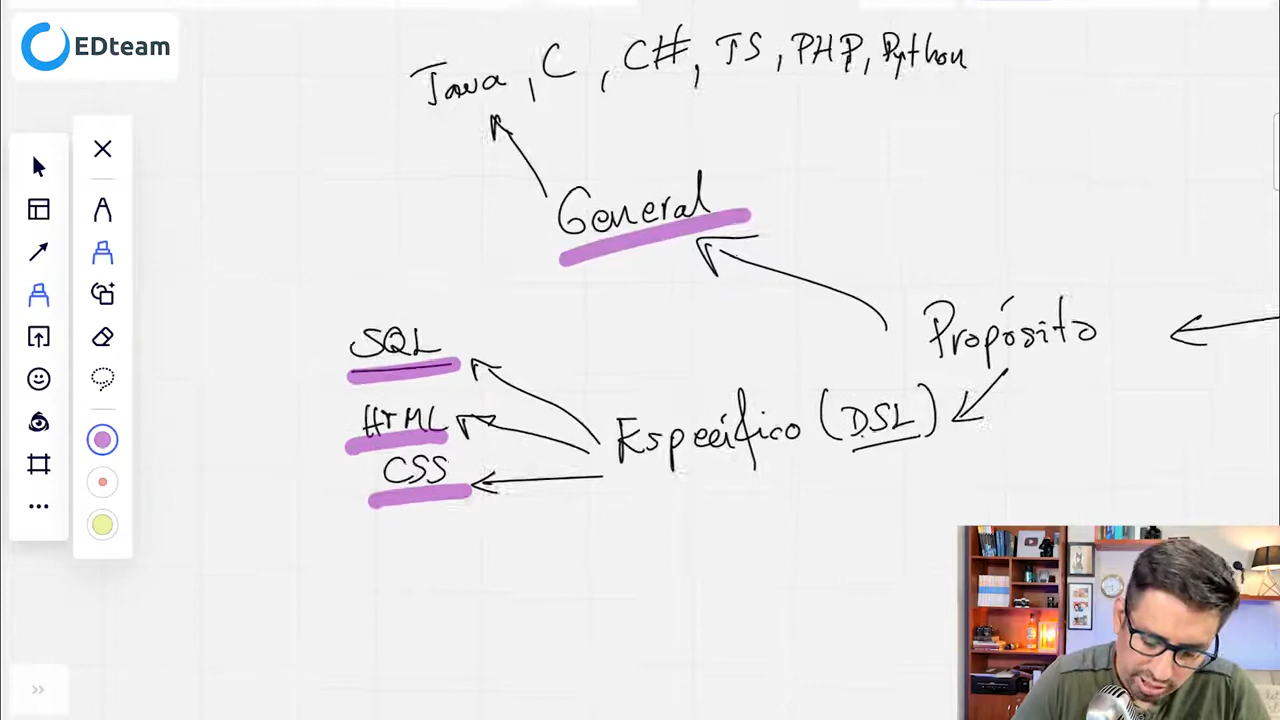 EDteam
Java, C, C#, JS, PHP, Python
General
Propósito
SQL
HTML
CSS
Específico (DSL)